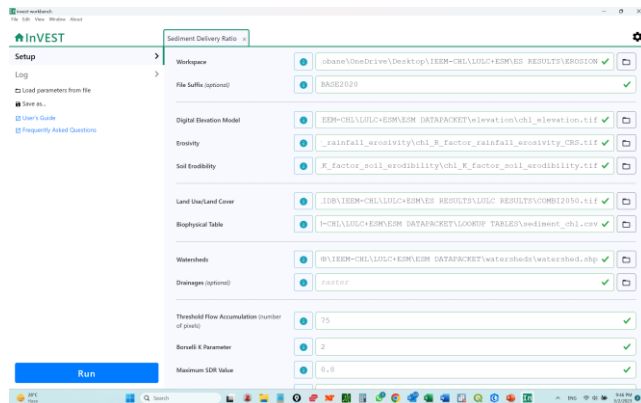 invest workbench
File Edit View Window About
InVEST
Sediment Delivery Ratio ×
Setup
Log
Load parameters from file
Save as...
User's Guide
Frequently Asked Questions
Run
Workspace
obane\OneDrive\Desktop\IEEM-CHL\LULC+ESM\ES RESULTS\EROSION
File Suffix (optional)
BASE2020
Digital Elevation Model
EEM-CHL\LULC+ESM\ESM DATAPACKET\elevation\chl_elevation.tif
Erosivity
_rainfall_erosivity\chl_R_factor_rainfall_erosivity_CRS.tif
Soil Erodibility
K_factor_soil_erodibility\chl_K_factor_soil_erodibility.tif
Land Use/Land Cover
IDB\IEEM-CHL\LULC+ESM\ES RESULTS\LULC RESULTS\COMBI2050.tif
Biophysical Table
-CHL\LULC+ESM\ESM DATAPACKET\LOOKUP TABLES\sediment_chl.csv
Watersheds
\IEEM-CHL\LULC+ESM\ESM DATAPACKET\watersheds\watershed.shp
Drainages (optional)
raster
Threshold Flow Accumulation (number
of pixels)
75
Borselli K Parameter
2
Maximum SDR Value
0.8
Search
ENG
9:46 PM